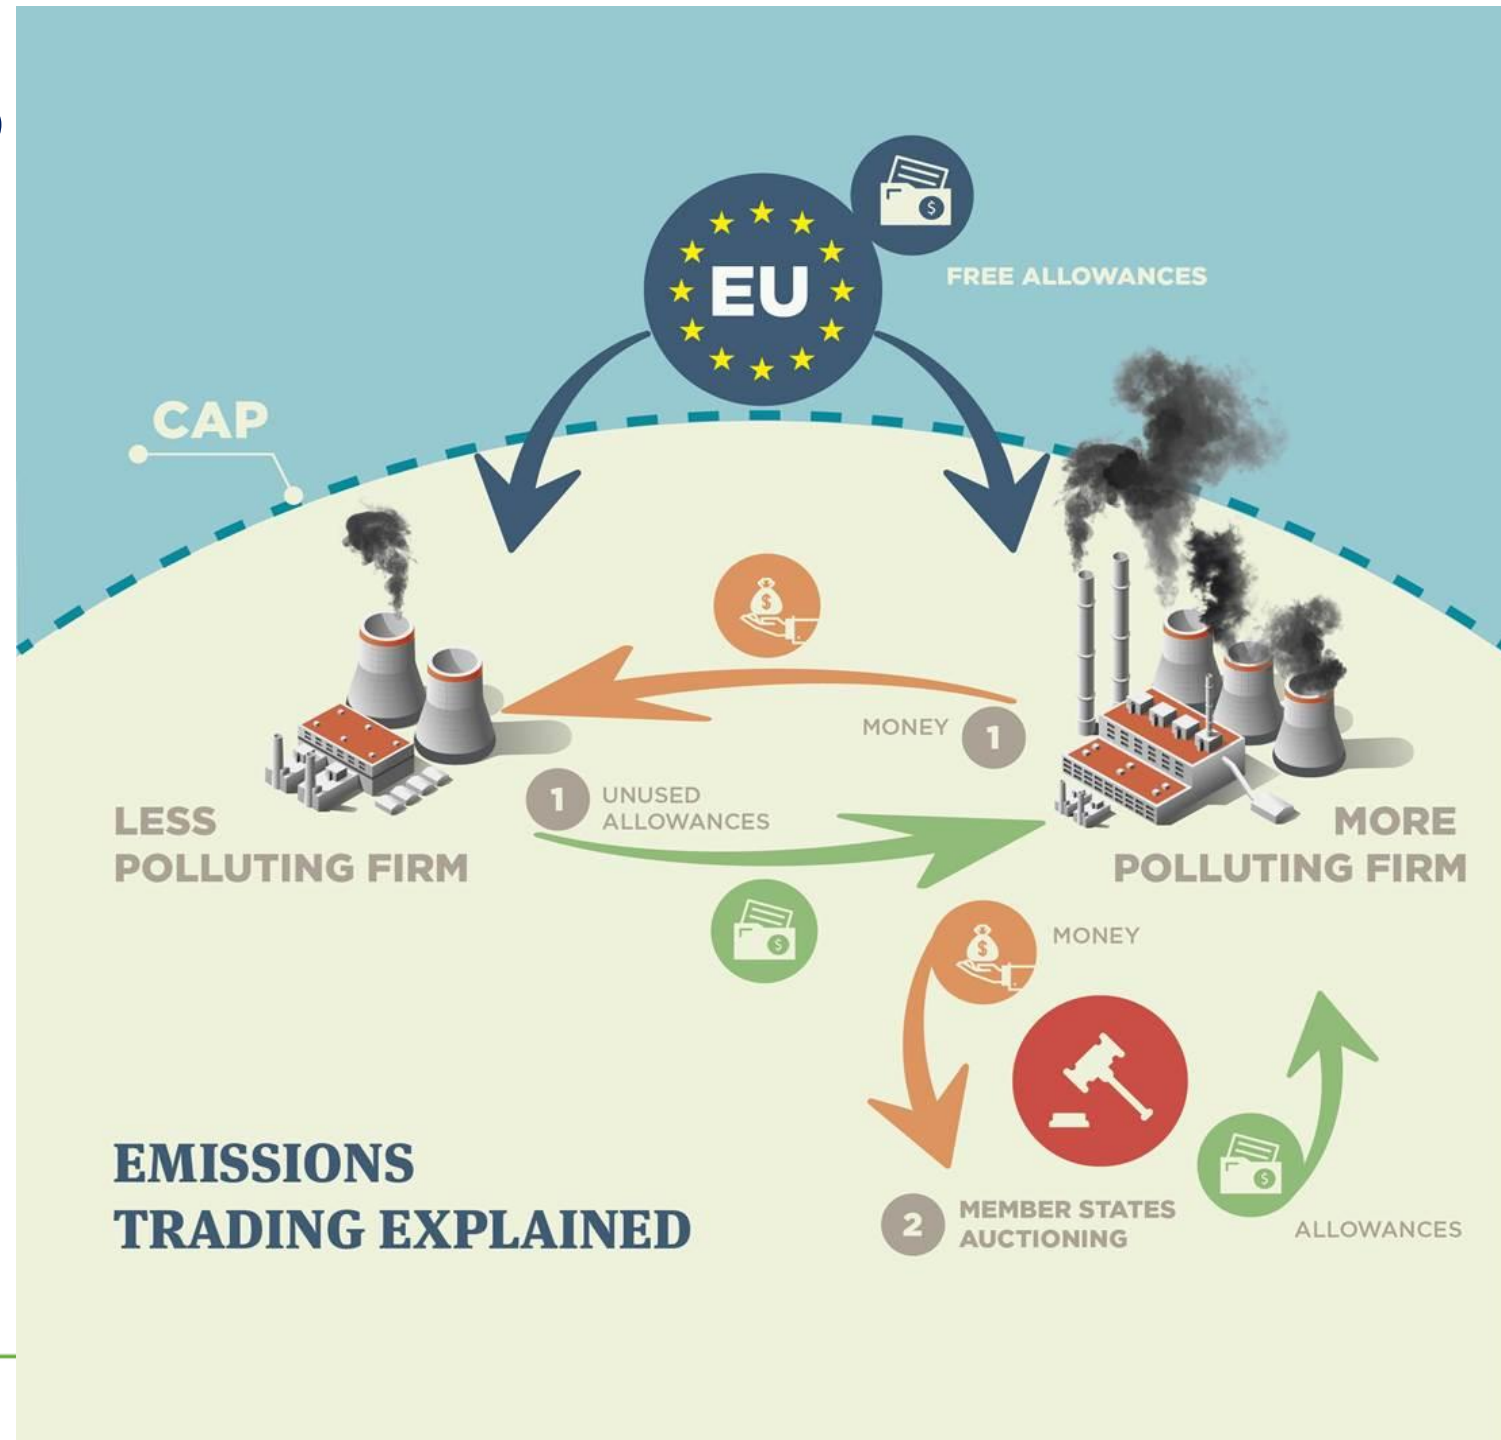 EU
FREE ALLOWANCES
CAP
MONEY 1
1 UNUSED
ALLOWANCES
LESS
POLLUTING FIRM
MORE
POLLUTING FIRM
MONEY
EMISSIONS
TRADING EXPLAINED
2 MEMBER STATES
AUCTIONING
ALLOWANCES